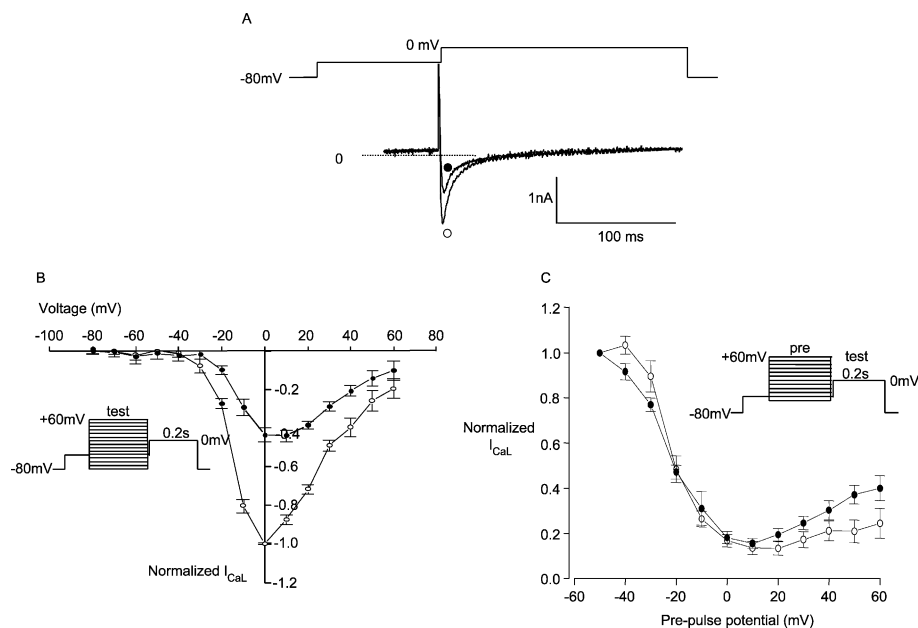 A
0 mV
-80mV
0
1nA
100 ms
B
Voltage (mV)
-100 -80 -60 -40 -20 0 20 40 60 80
-0.2
-0.4
-0.6
-0.8
-1.0
-1.2
+60mV
test
0.2s
0mV
-80mV
Normalized I_CaL
C
1.2
1.0
0.8
0.6
0.4
0.2
0.0
Normalized
I_CaL
+60mV
pre
test
0.2s
0mV
-80mV
-60 -40 -20 0 20 40 60
Pre-pulse potential (mV)